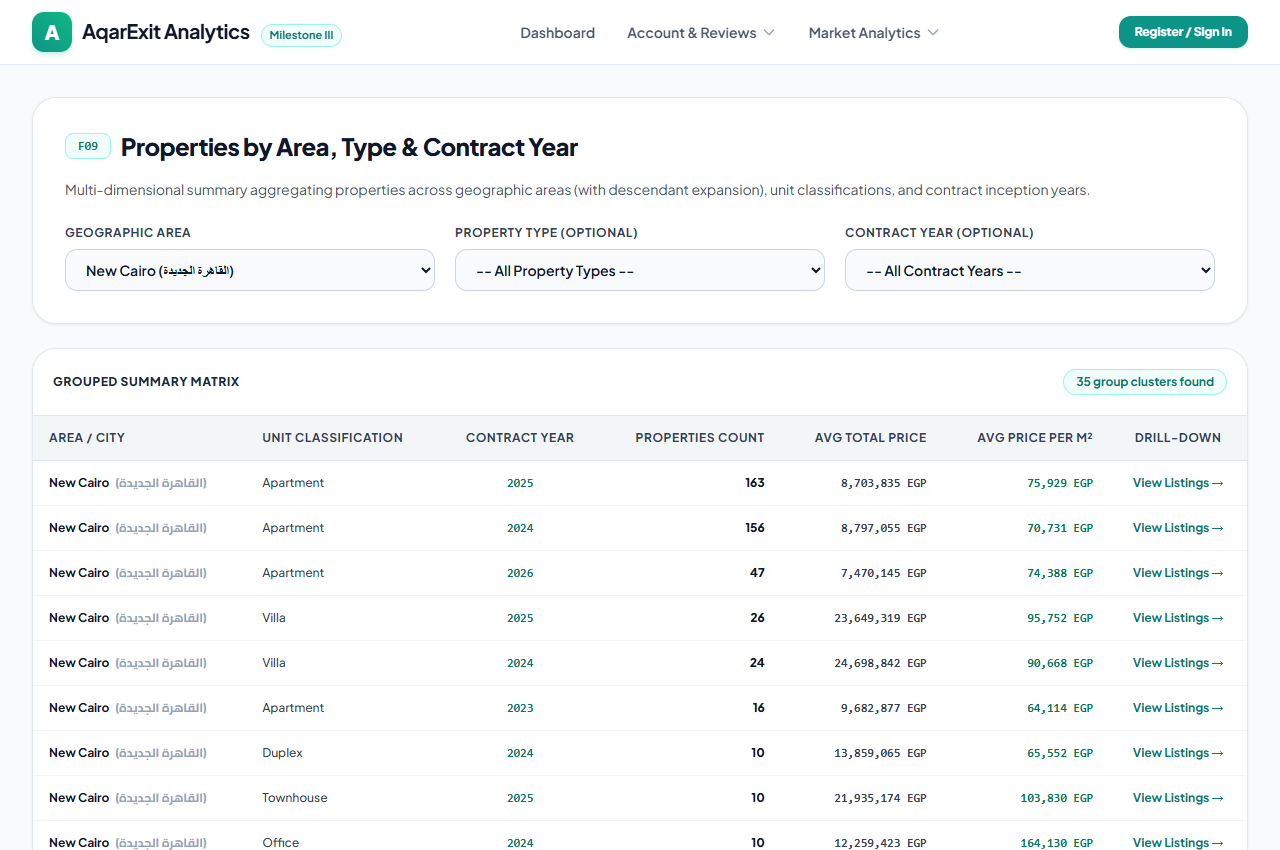 A AqarExit Analytics Milestone III Dashboard Account & Reviews Market Analytics Register / Sign In
F09 Properties by Area, Type & Contract Year
Multi-dimensional summary aggregating properties across geographic areas (with descendant expansion), unit classifications, and contract inception years.
GEOGRAPHIC AREA PROPERTY TYPE (OPTIONAL) CONTRACT YEAR (OPTIONAL)
New Cairo (القاهرة الجديدة) -- All Property Types -- -- All Contract Years --
GROUPED SUMMARY MATRIX 35 group clusters found
AREA / CITY UNIT CLASSIFICATION CONTRACT YEAR PROPERTIES COUNT AVG TOTAL PRICE AVG PRICE PER M² DRILL-DOWN
New Cairo (القاهرة الجديدة) Apartment 2025 163 8,703,835 EGP 75,929 EGP View Listings →
New Cairo (القاهرة الجديدة) Apartment 2024 156 8,797,055 EGP 70,731 EGP View Listings →
New Cairo (القاهرة الجديدة) Apartment 2026 47 7,470,145 EGP 74,388 EGP View Listings →
New Cairo (القاهرة الجديدة) Villa 2025 26 23,649,319 EGP 95,752 EGP View Listings →
New Cairo (القاهرة الجديدة) Villa 2024 24 24,698,842 EGP 90,668 EGP View Listings →
New Cairo (القاهرة الجديدة) Apartment 2023 16 9,682,877 EGP 64,114 EGP View Listings →
New Cairo (القاهرة الجديدة) Duplex 2024 10 13,859,065 EGP 65,552 EGP View Listings →
New Cairo (القاهرة الجديدة) Townhouse 2025 10 21,935,174 EGP 103,830 EGP View Listings →
New Cairo (القاهرة الجديدة) Office 2024 10 12,259,423 EGP 164,130 EGP View Listings →